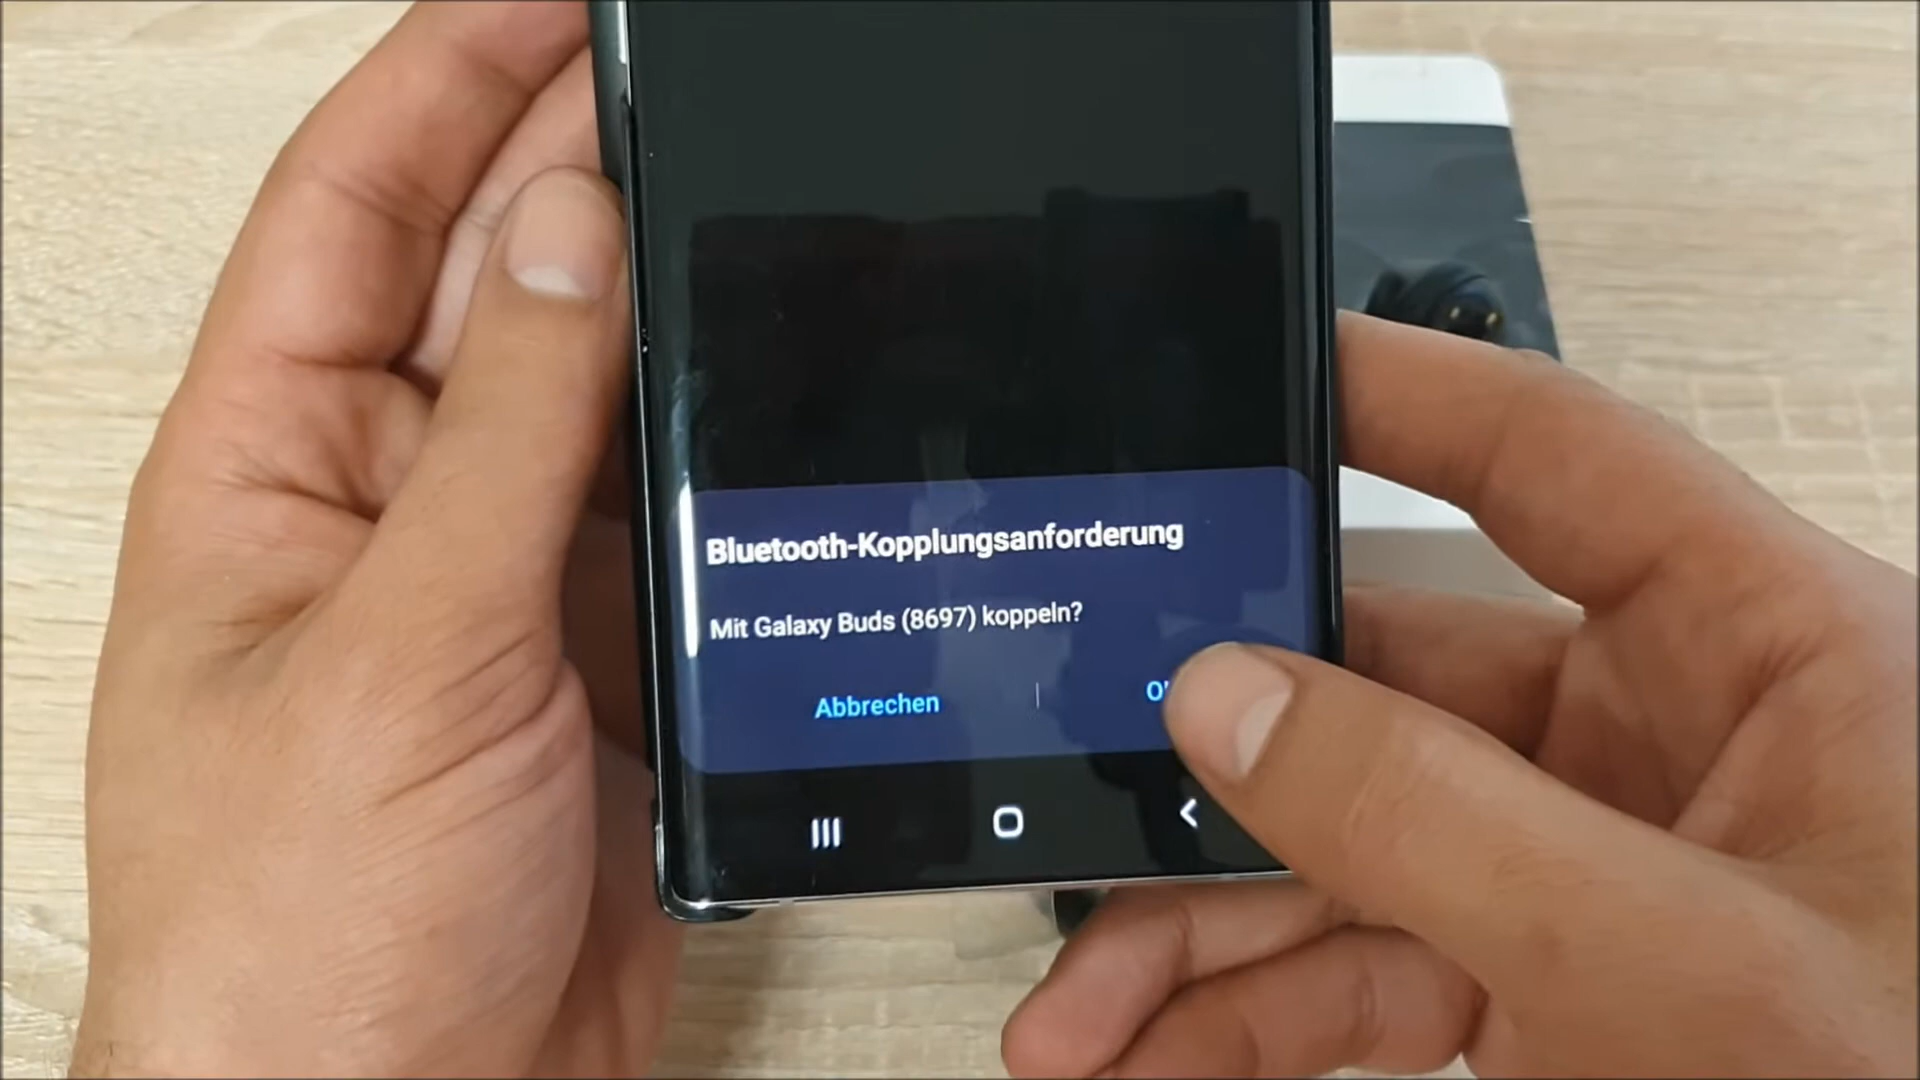 Bluetooth-Kopplungsanforderung
Mit Galaxy Buds (8697) koppeln?
Abbrechen